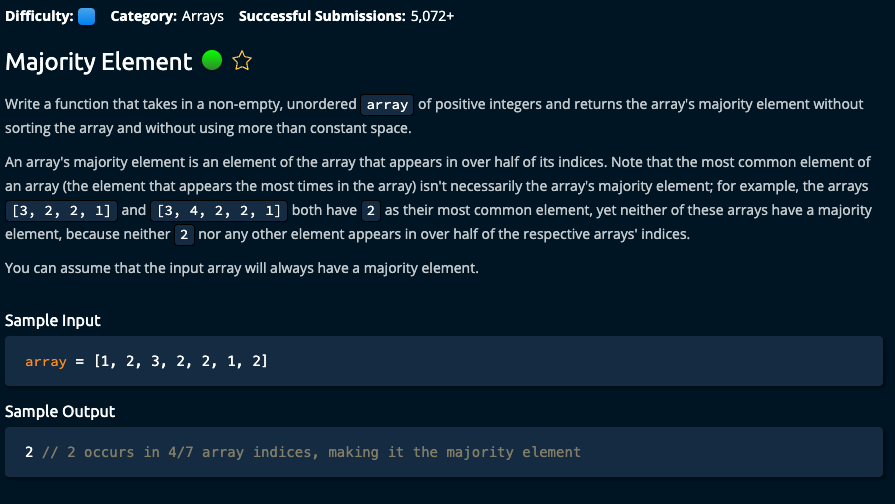 Difficulty: Category: Arrays Successful Submissions: 5,072+
Majority Element
Write a function that takes in a non-empty, unordered array of positive integers and returns the array's majority element without
sorting the array and without using more than constant space.
An array's majority element is an element of the array that appears in over half of its indices. Note that the most common element of
an array (the element that appears the most times in the array) isn't necessarily the array's majority element; for example, the arrays
[3, 2, 2, 1] and [3, 4, 2, 2, 1] both have 2 as their most common element, yet neither of these arrays have a majority
element, because neither 2 nor any other element appears in over half of the respective arrays' indices.
You can assume that the input array will always have a majority element.
Sample Input
array = [1, 2, 3, 2, 2, 1, 2]
Sample Output
2 // 2 occurs in 4/7 array indices, making it the majority element